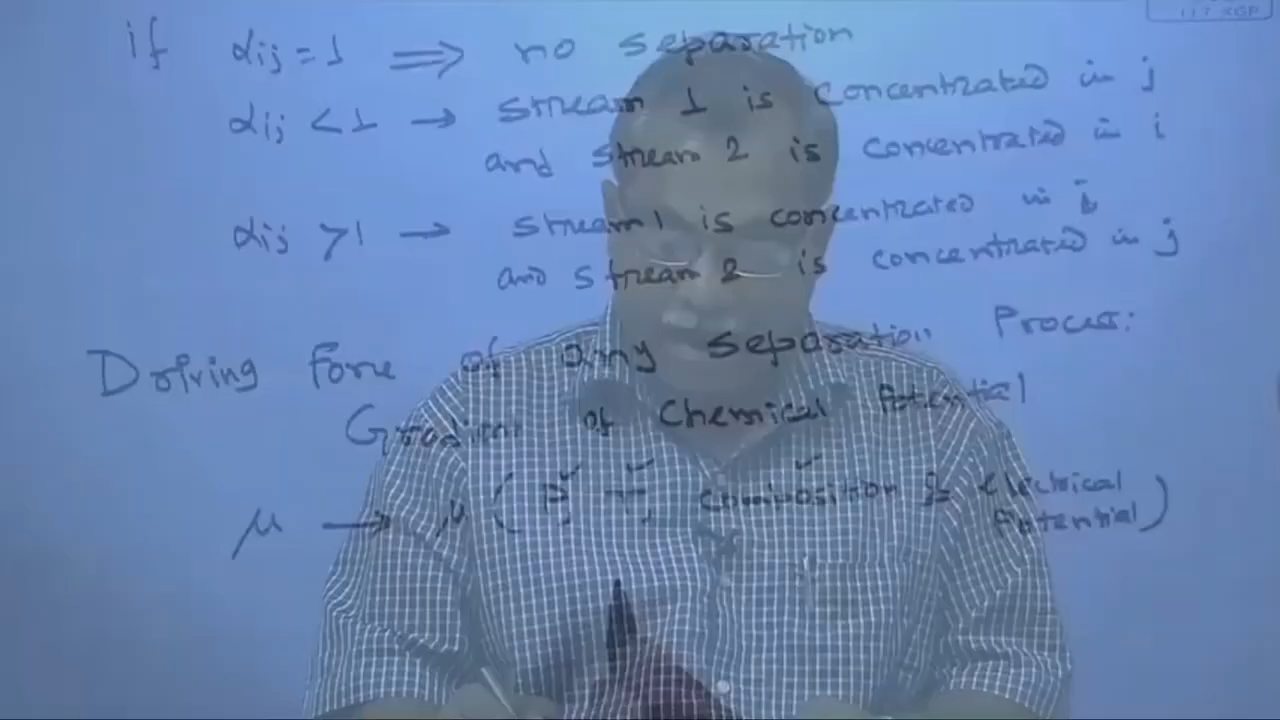 if αij = 1 ⟹ no separation
αij < 1 → stream 1 is concentrated in j
and stream 2 is concentrated in i
αij > 1 → stream 1 is concentrated in i
and stream 2 is concentrated in j
Driving Force of any separation Process:
Gradient of Chemical Potential
μ → μ (P, T, composition & electrical
Potential)